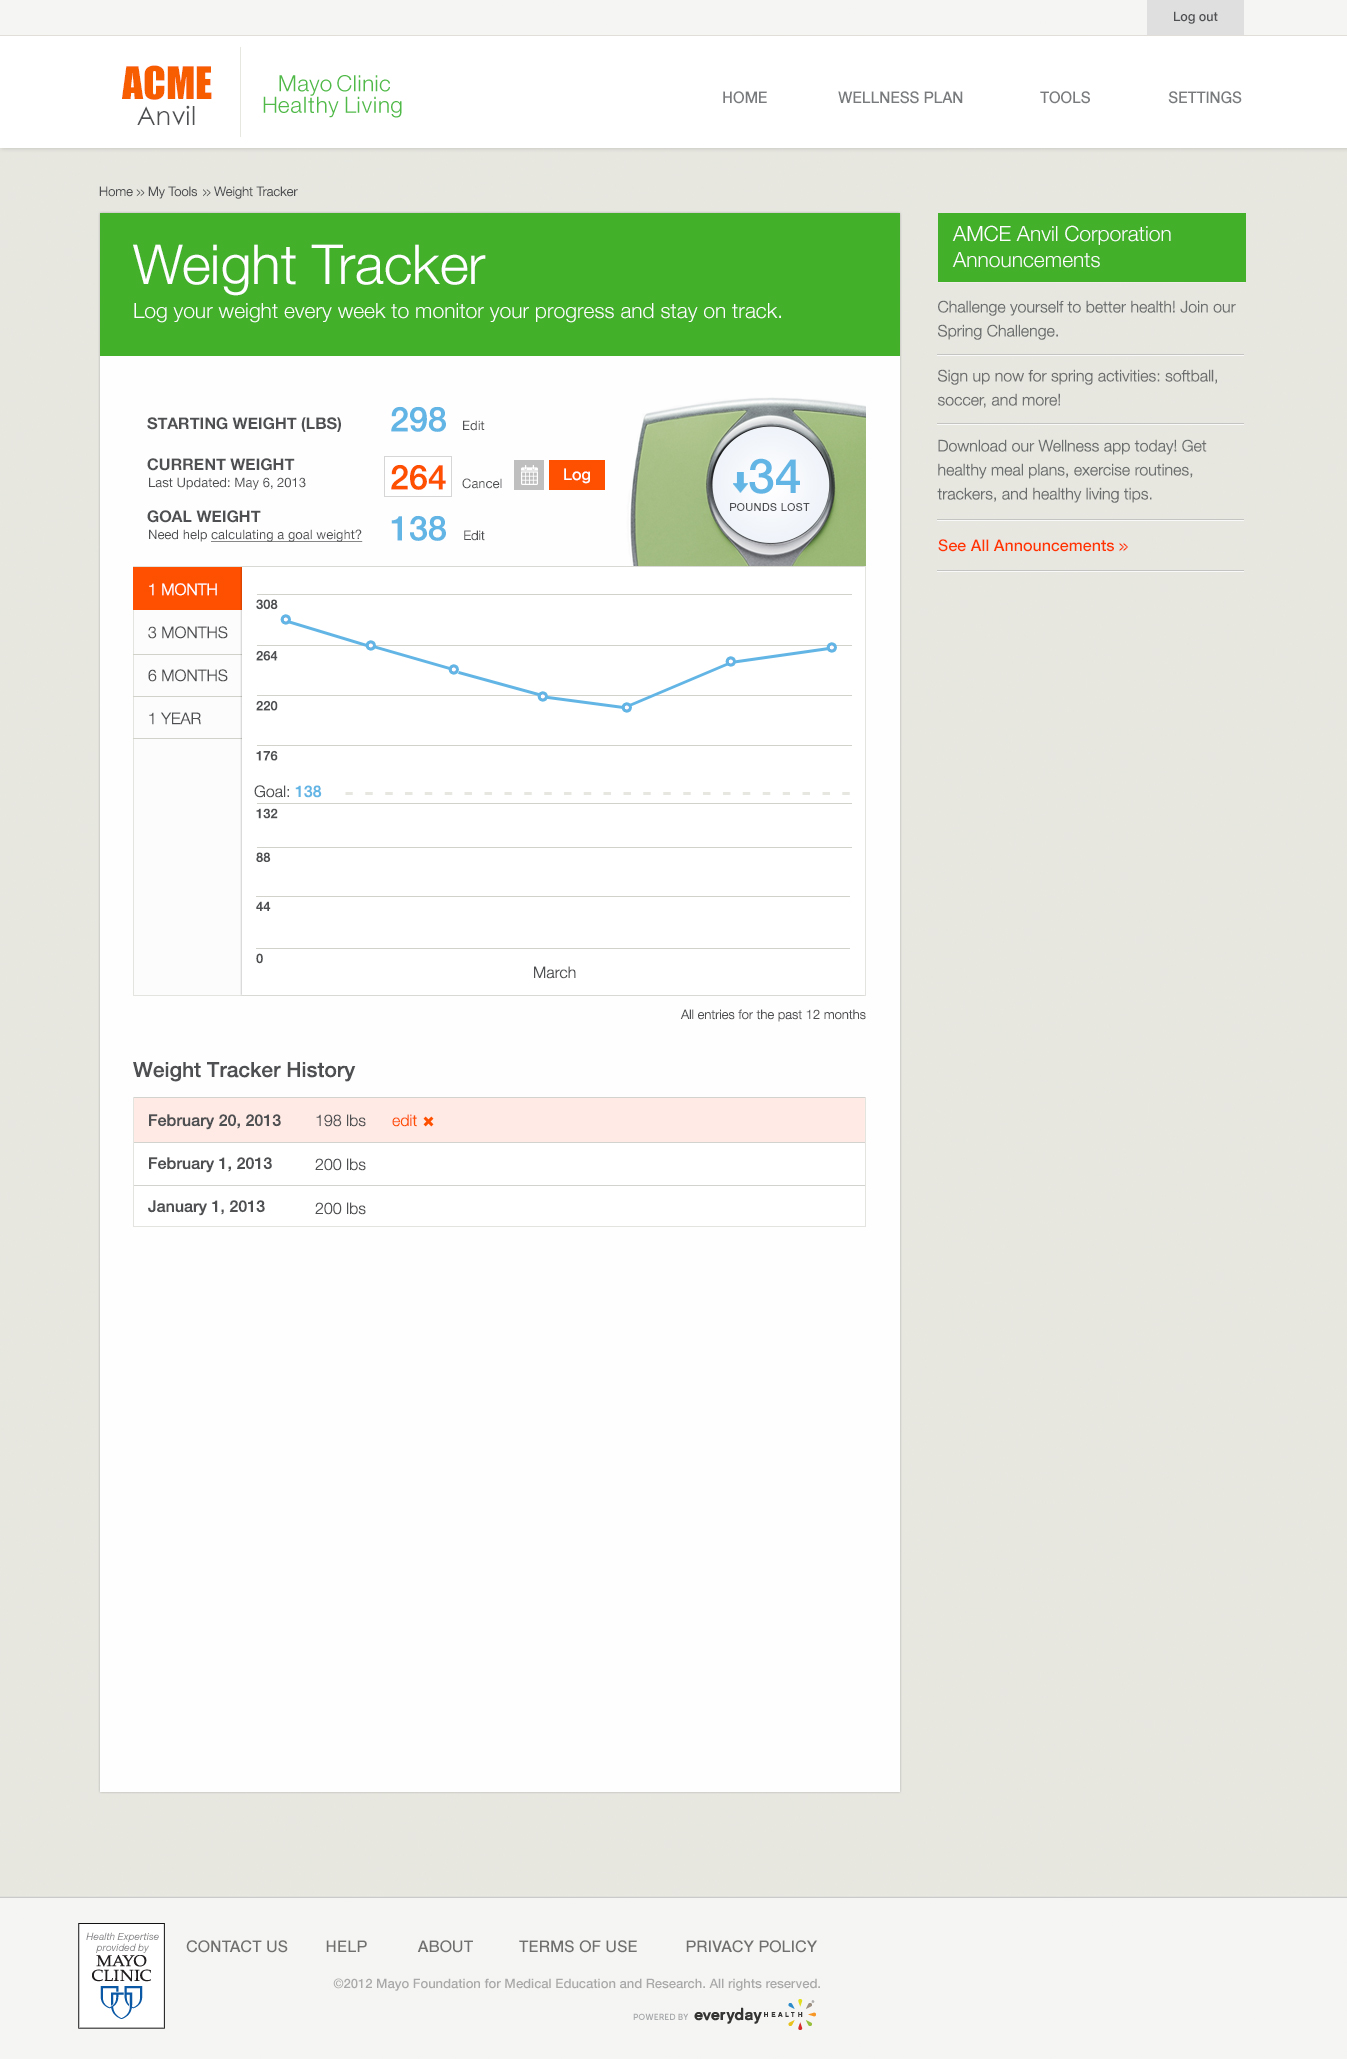 Log out
ACME
Anvil
Mayo Clinic
Healthy Living
HOME WELLNESS PLAN TOOLS SETTINGS
Home » My Tools » Weight Tracker
Weight Tracker
Log your weight every week to monitor your progress and stay on track.
STARTING WEIGHT (LBS) 298 Edit
CURRENT WEIGHT
Last Updated: May 6, 2013
264 Cancel Log
GOAL WEIGHT
Need help calculating a goal weight?
138 Edit
34
POUNDS LOST
1 MONTH
3 MONTHS
6 MONTHS
1 YEAR
308
264
220
176
Goal: 138
132
88
44
0
March
All entries for the past 12 months
Weight Tracker History
February 20, 2013 198 lbs edit ✖
February 1, 2013 200 lbs
January 1, 2013 200 lbs
AMCE Anvil Corporation
Announcements
Challenge yourself to better health! Join our
Spring Challenge.
Sign up now for spring activities: softball,
soccer, and more!
Download our Wellness app today! Get
healthy meal plans, exercise routines,
trackers, and healthy living tips.
See All Announcements »
Health Expertise
provided by
MAYO
CLINIC
CONTACT US HELP ABOUT TERMS OF USE PRIVACY POLICY
©2012 Mayo Foundation for Medical Education and Research. All rights reserved.
POWERED BY everyday HEALTH